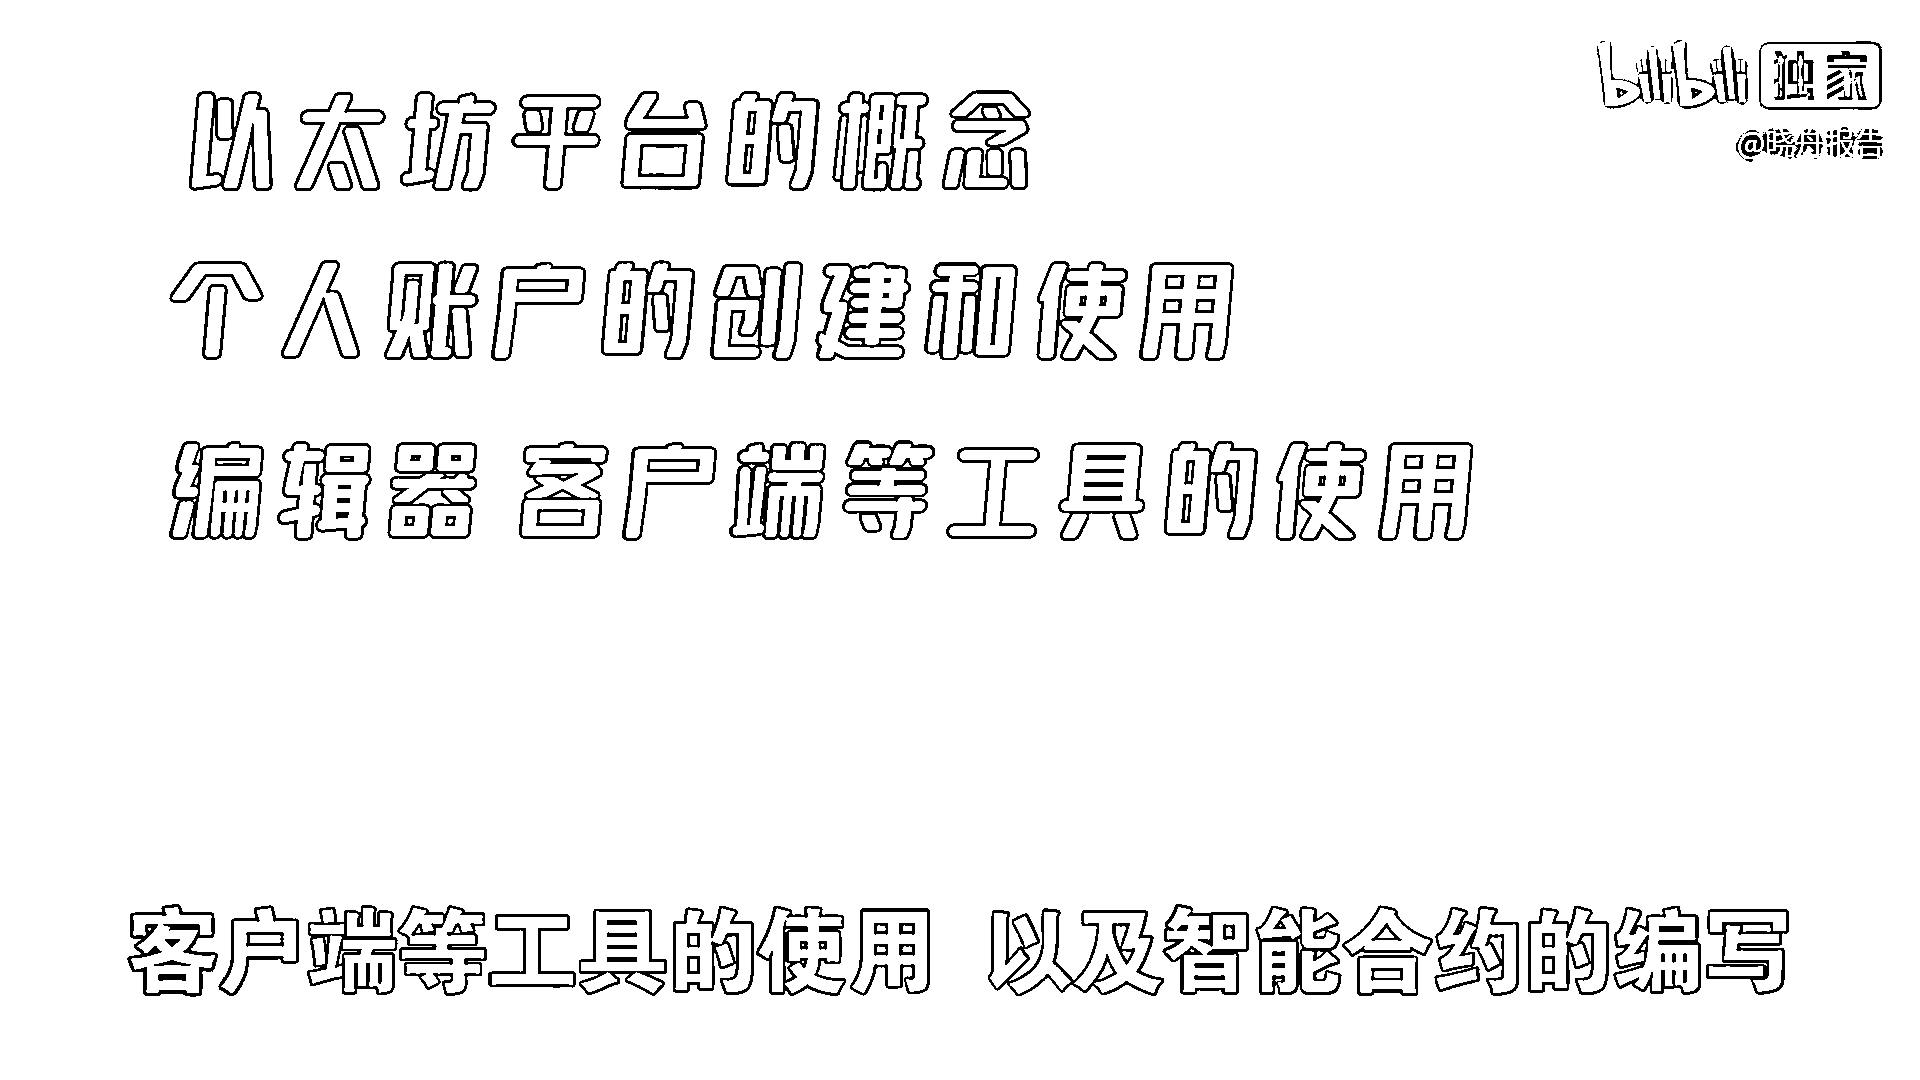 bilibili 独家
@晓舟报告
以太坊平台的概念
个人账户的创建和使用
编辑器 客户端等工具的使用
客户端等工具的使用 以及智能合约的编写